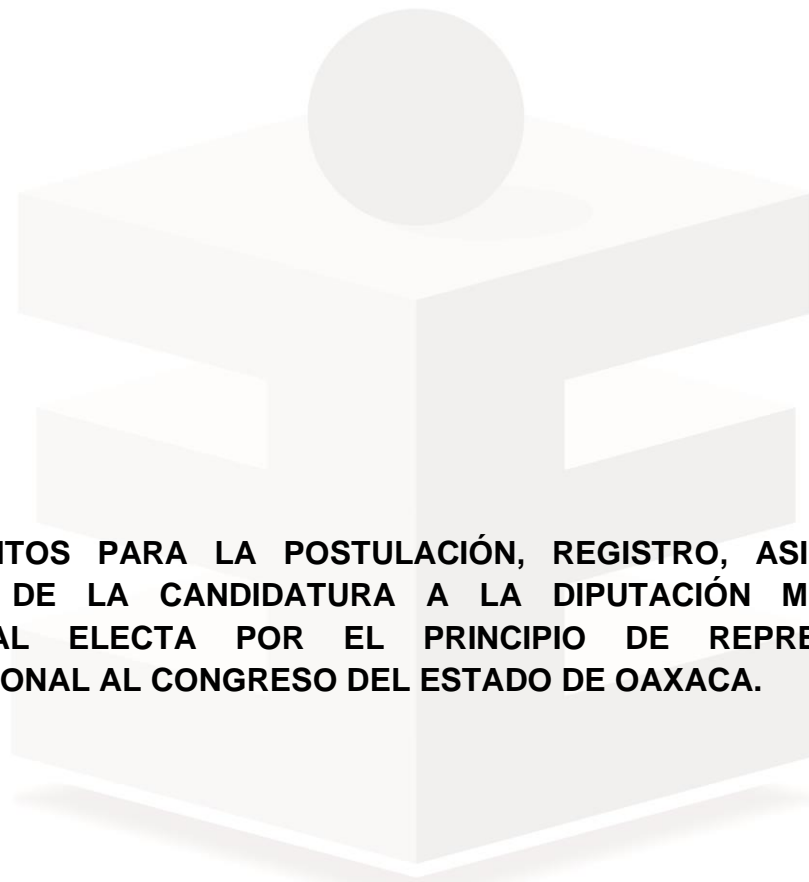 ITOS PARA LA POSTULACIÓN, REGISTRO, ASI
DE LA CANDIDATURA A LA DIPUTACIÓN M
AL ELECTA POR EL PRINCIPIO DE REPRE
ONAL AL CONGRESO DEL ESTADO DE OAXACA.